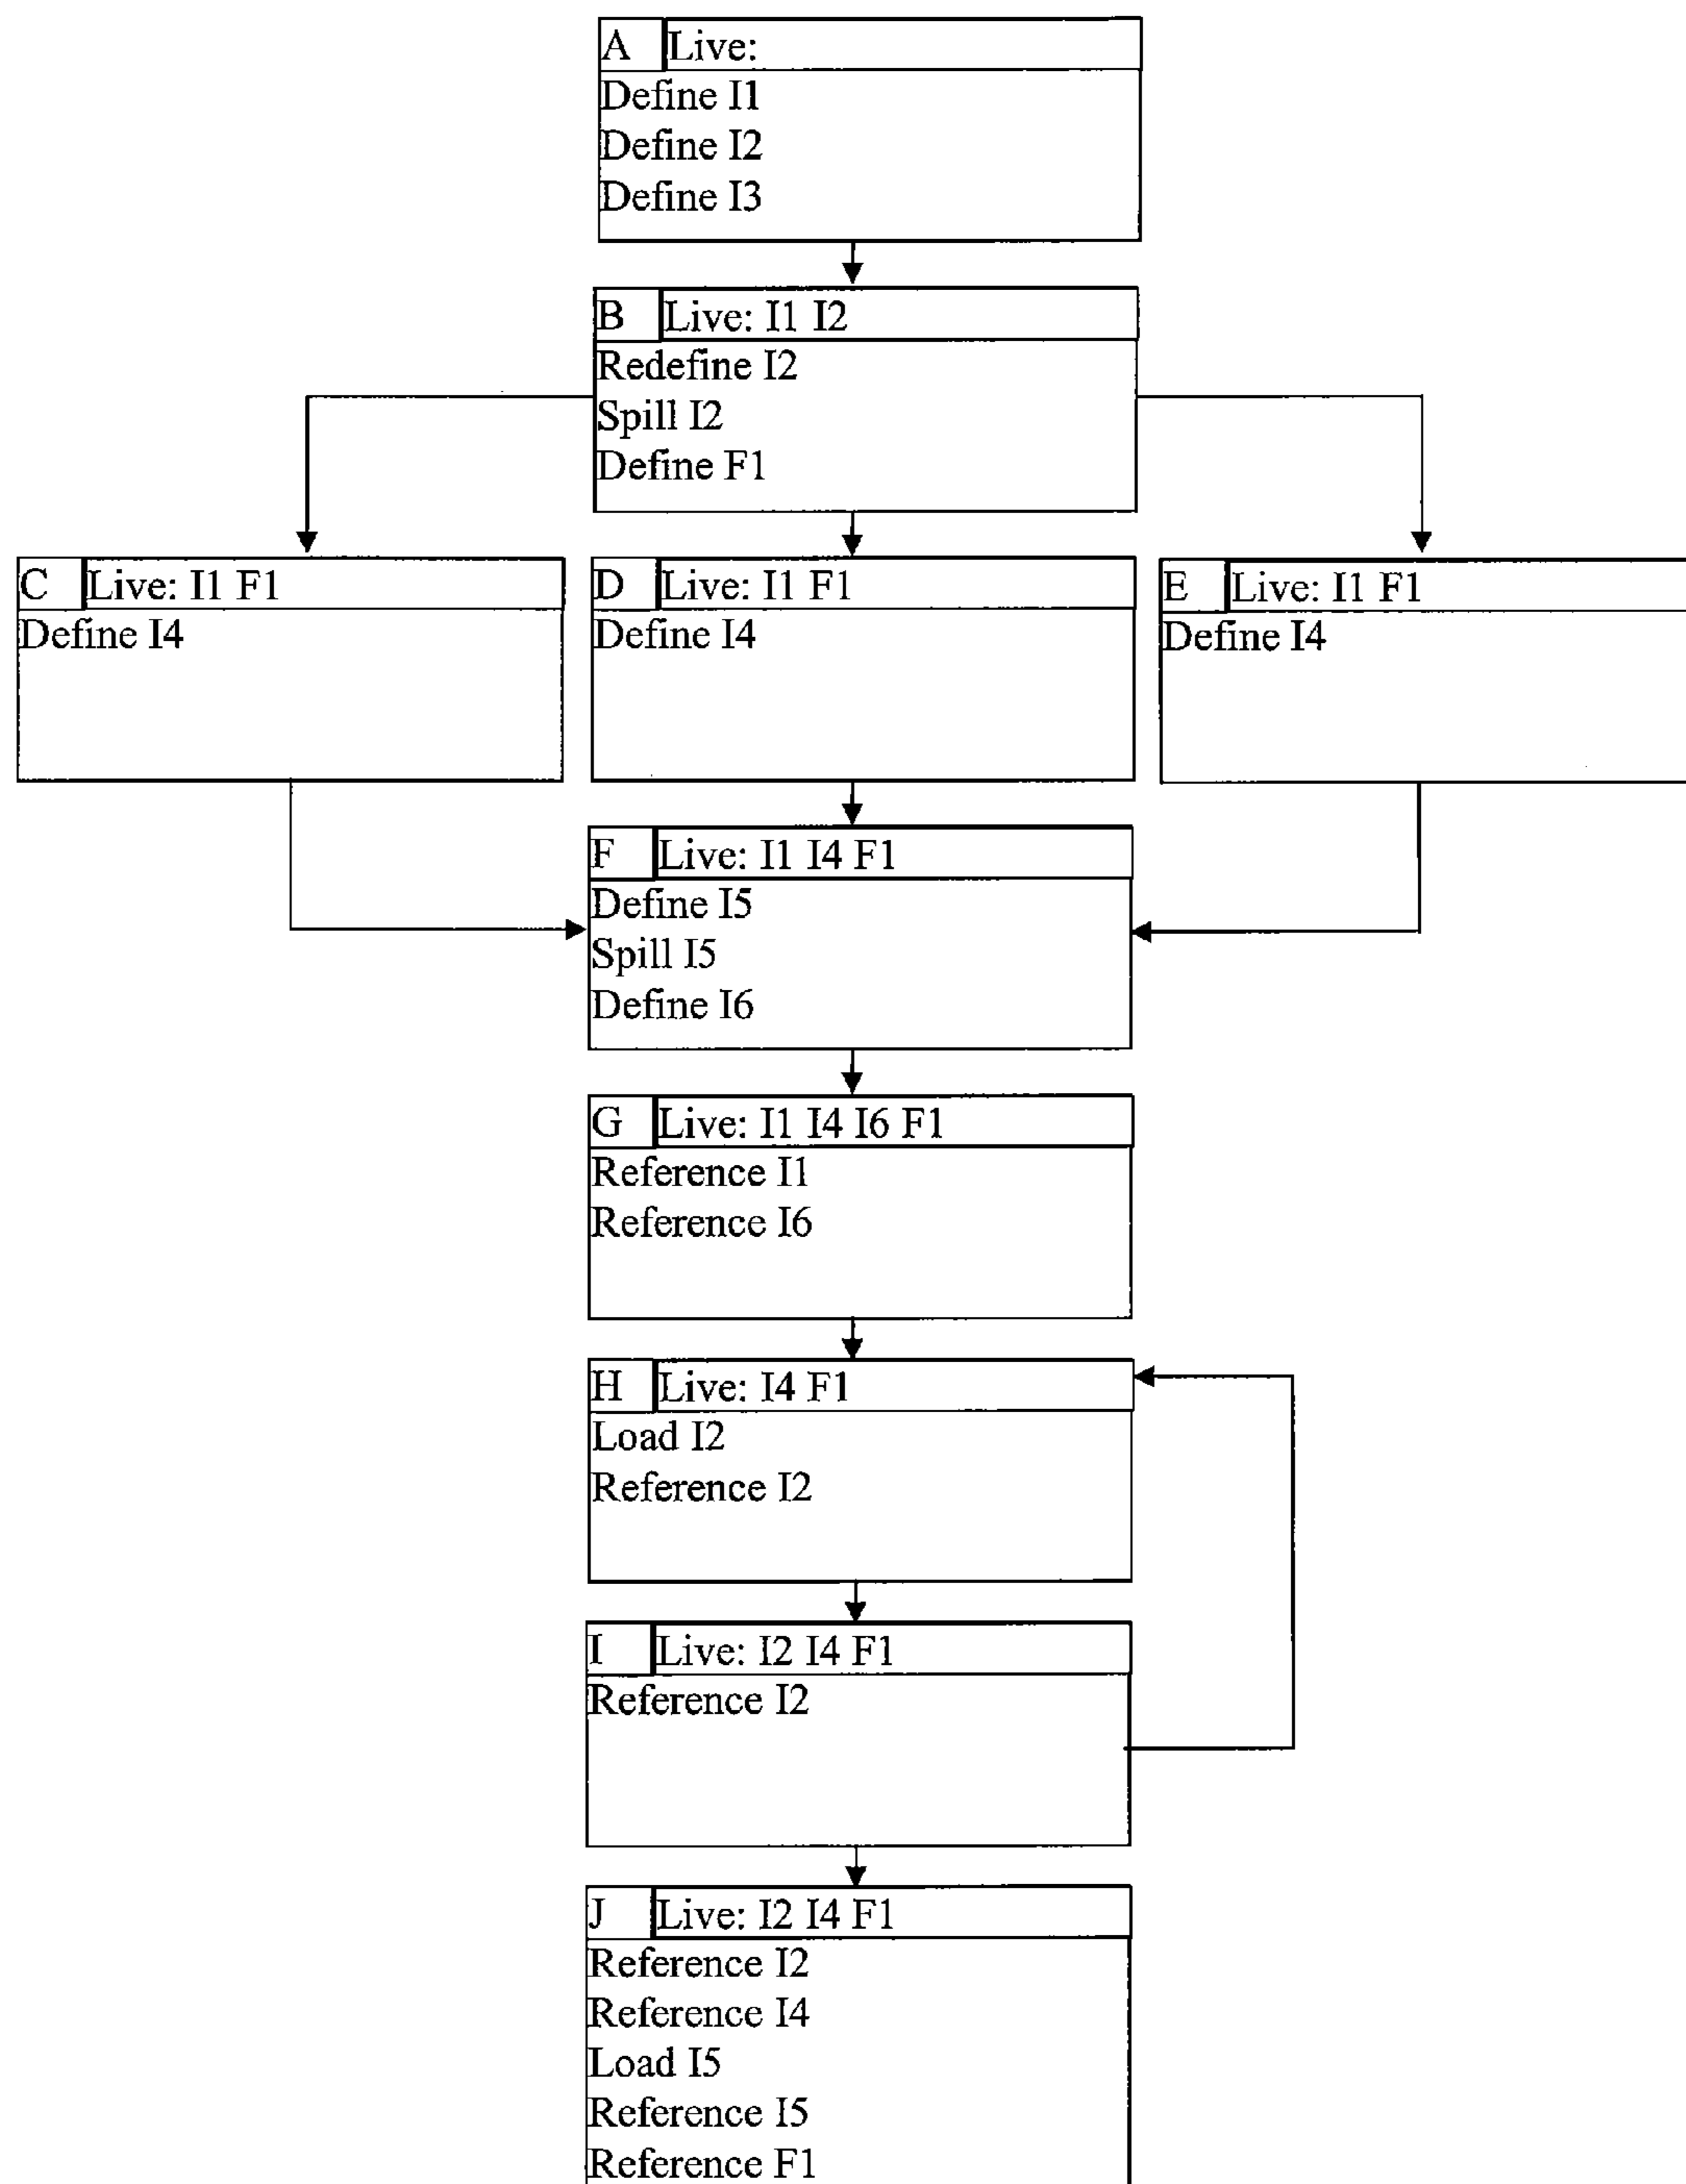 A Live:
Define I1
Define I2
Define I3
B Live: I1 I2
Redefine I2
Spill I2
Define F1
C Live: I1 F1
Define I4
D Live: I1 F1
Define I4
E Live: I1 F1
Define I4
F Live: I1 I4 F1
Define I5
Spill I5
Define I6
G Live: I1 I4 I6 F1
Reference I1
Reference I6
H Live: I4 F1
Load I2
Reference I2
I Live: I2 I4 F1
Reference I2
J Live: I2 I4 F1
Reference I2
Reference I4
Load I5
Reference I5
Reference F1